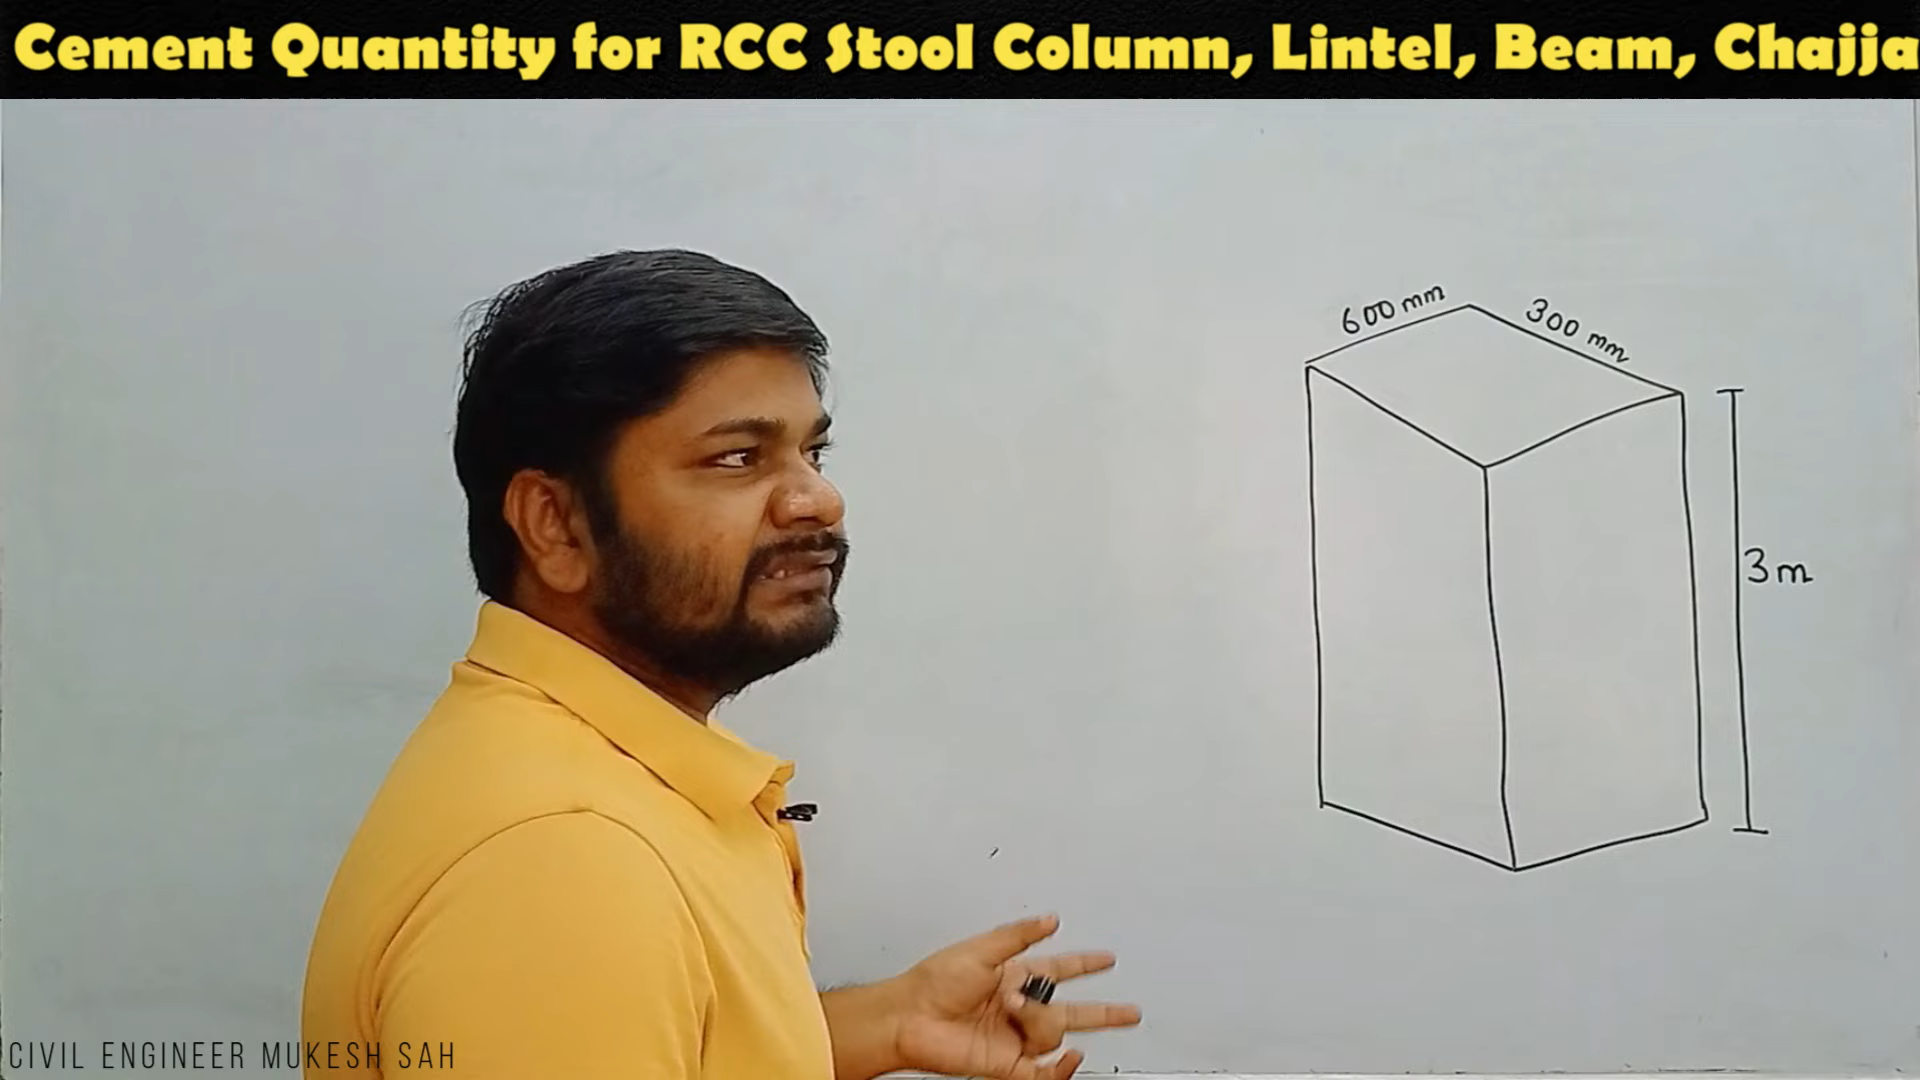 Cement Quantity for RCC Stool Column, Lintel, Beam, Chajja
600 mm
300 mm
3m
CIVIL ENGINEER MUKESH SAH